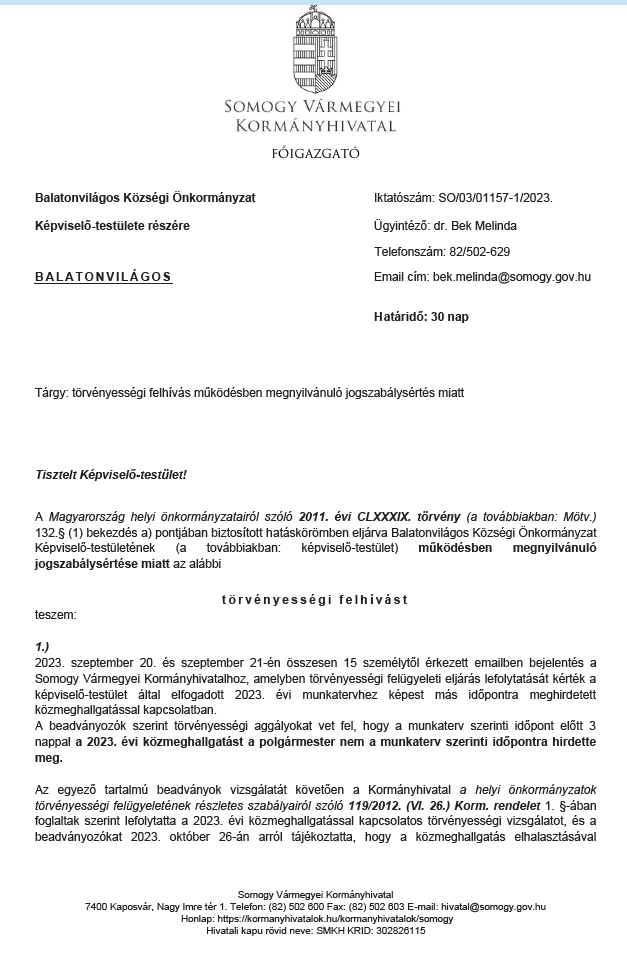 SOMOGY VÁRMEGYEI
KORMÁNYHIVATAL
FŐIGAZGATÓ
Balatonvilágos Községi Önkormányzat
Iktatószám: SO/03/01157-1/2023.
Képviselő-testülete részére
Ügyintéző: dr. Bek Melinda
Telefonszám: 82/502-629
BALATONVILÁGOS
Email cím: bek.melinda@somogy.gov.hu
Határidő: 30 nap
Tárgy: törvényességi felhívás működésben megnyilvánuló jogszabálysértés miatt
Tisztelt Képviselő-testület!
A Magyarország helyi önkormányzatairól szóló 2011. évi CLXXXIX. törvény (a továbbiakban: Mötv.)
132.§ (1) bekezdés a) pontjában biztosított hatáskörömben eljárva Balatonvilágos Községi Önkormányzat
Képviselő-testületének (a továbbiakban: képviselő-testület) működésben megnyilvánuló
jogszabálysértése miatt az alábbi
törvényességi felhívást
teszem:
1.)
2023. szeptember 20. és szeptember 21-én összesen 15 személytől érkezett emailben bejelentés a
Somogy Vármegyei Kormányhivatalhoz, amelyben törvényességi felügyeleti eljárás lefolytatását kérték a
képviselő-testület által elfogadott 2023. évi munkatervhez képest más időpontra meghirdetett
közmeghallgatással kapcsolatban.
A beadványozók szerint törvényességi aggályokat vet fel, hogy a munkaterv szerinti időpont előtt 3
nappal a 2023. évi közmeghallgatást a polgármester nem a munkaterv szerinti időpontra hirdette
meg.
Az egyező tartalmú beadványok vizsgálatát követően a Kormányhivatal a helyi önkormányzatok
törvényességi felügyeletének részletes szabályairól szóló 119/2012. (VI. 26.) Korm. rendelet 1. §-ában
foglaltak szerint lefolytatta a 2023. évi közmeghallgatással kapcsolatos törvényességi vizsgálatot, és a
beadványozókat 2023. október 26-án arról tájékoztatta, hogy a közmeghallgatás elhalasztásával
Somogy Vármegyei Kormányhivatal
7400 Kaposvár, Nagy Imre tér 1. Telefon: (82) 502 600 Fax: (82) 502 603 E-mail: hivatal@somogy.gov.hu
Honlap: https://kormanyhivatalok.hu/kormanyhivatalok/somogy
Hivatali kapu rövid neve: SMKH KRID: 302826115